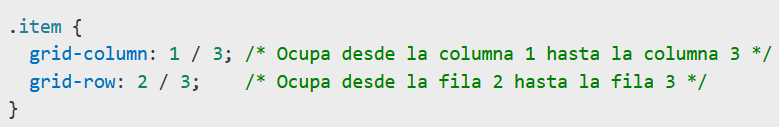 .item {
  grid-column: 1 / 3; /* Ocupa desde la columna 1 hasta la columna 3 */
  grid-row: 2 / 3;    /* Ocupa desde la fila 2 hasta la fila 3 */
}